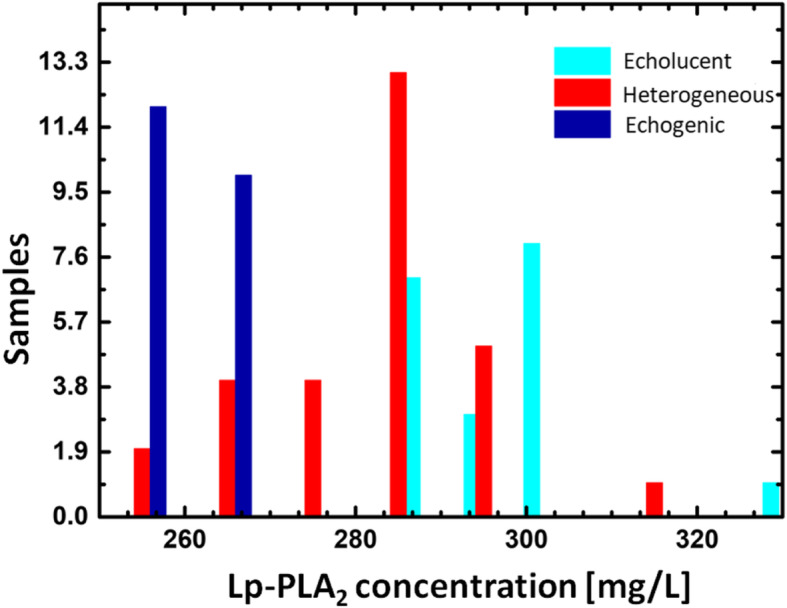 13.3
11.4
9.5
7.6
5.7
3.8
1.9
0.0
Samples
Echolucent
Heterogeneous
Echogenic
260 280 300 320
Lp-PLA₂ concentration [mg/L]